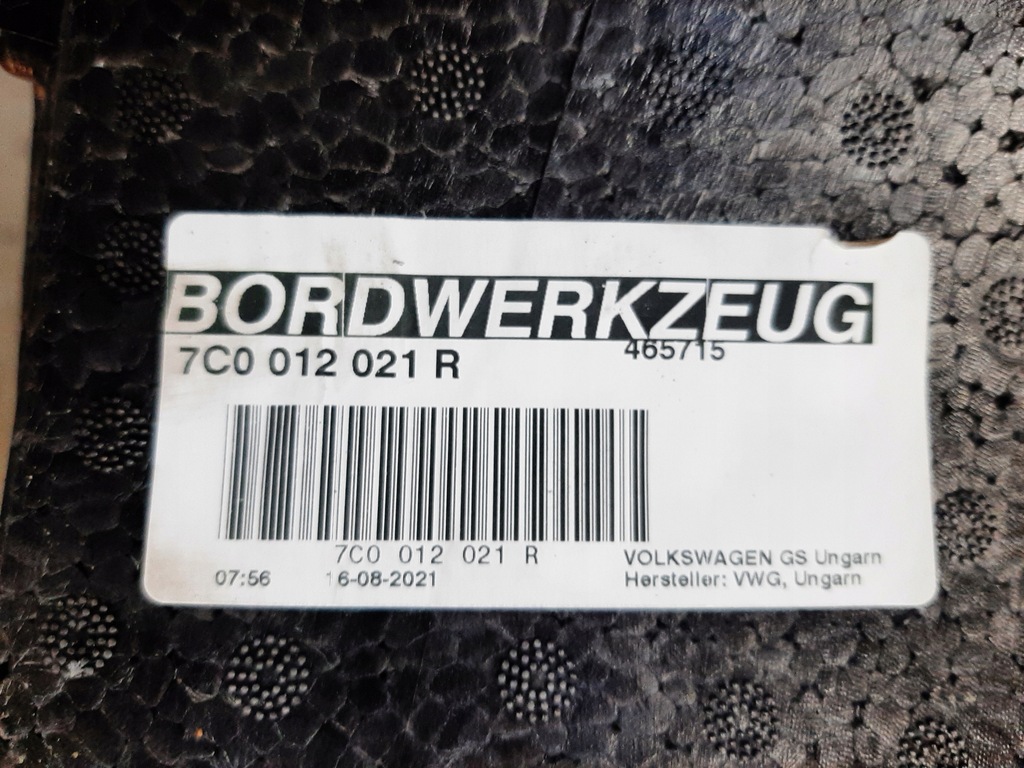 BORDWERKZEUG
465715
7C0 012 021 R
7C0 012 021 R
VOLKSWAGEN GS Ungarn
07:56 16-08-2021
Hersteller: VWG, Ungarn